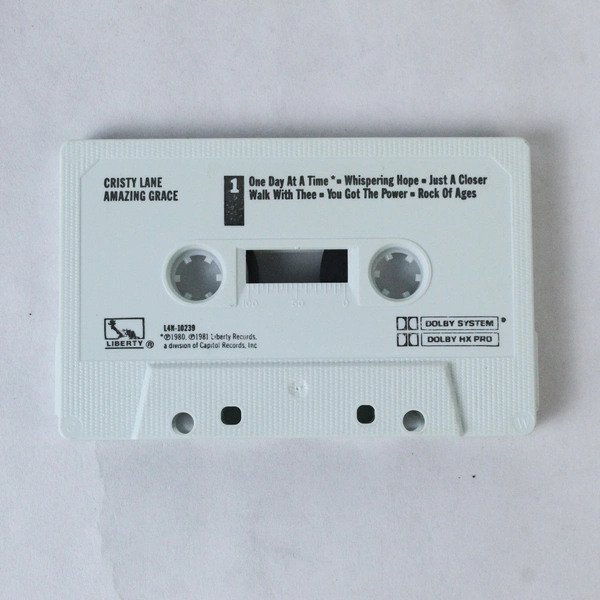 CRISTY LANE
AMAZING GRACE
1
One Day At A Time * ▪ Whispering Hope ▪ Just A Closer
Walk With Thee ▪ You Got The Power ▪ Rock Of Ages
L4N-10239
*℗1980, ℗1981 Liberty Records,
a division of Capitol Records, Inc
LIBERTY ®
DOLBY SYSTEM ®
DOLBY HX PRO